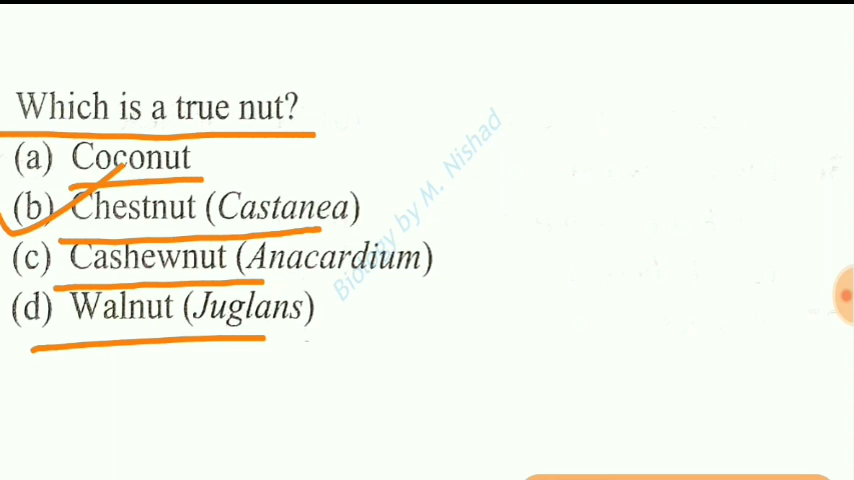 Which is a true nut?
(a) Coconut
(b) Chestnut (Castanea)
(c) Cashewnut (Anacardium)
(d) Walnut (Juglans)
Biology by M. Nishad